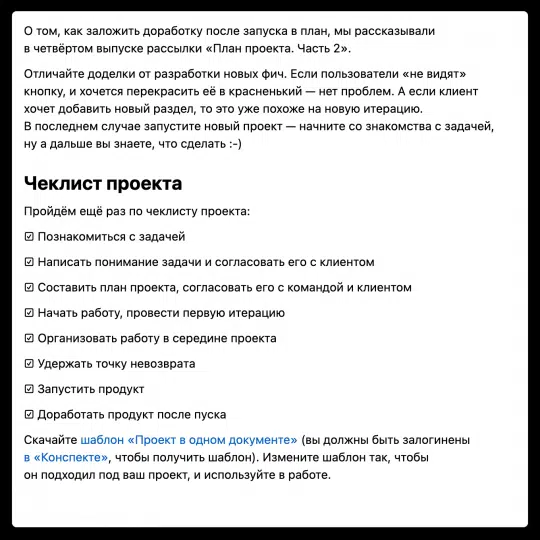 О том, как заложить доработку после запуска в план, мы рассказывали
в четвёртом выпуске рассылки «План проекта. Часть 2».
Отличайте доделки от разработки новых фич. Если пользователи «не видят»
кнопку, и хочется перекрасить её в красненький — нет проблем. А если клиент
хочет добавить новый раздел, то это уже похоже на новую итерацию.
В последнем случае запустите новый проект — начните со знакомства с задачей,
ну а дальше вы знаете, что сделать :-)
Чеклист проекта
Пройдём ещё раз по чеклисту проекта:
☑ Познакомиться с задачей
☑ Написать понимание задачи и согласовать его с клиентом
☑ Составить план проекта, согласовать его с командой и клиентом
☑ Начать работу, провести первую итерацию
☑ Организовать работу в середине проекта
☑ Удержать точку невозврата
☑ Запустить продукт
☑ Доработать продукт после пуска
Скачайте шаблон «Проект в одном документе» (вы должны быть залогинены
в «Конспекте», чтобы получить шаблон). Измените шаблон так, чтобы
он подходил под ваш проект, и используйте в работе.